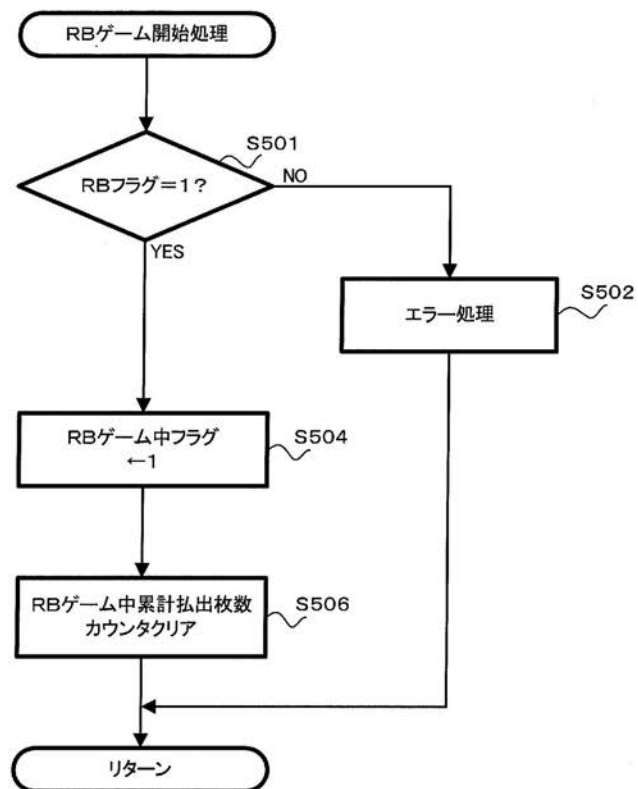 RBゲーム開始処理
S501
RBフラグ=1?
NO
YES
S502
エラー処理
RBゲーム中フラグ
←1
S504
RBゲーム中累計払出枚数
カウンタクリア
S506
リターン